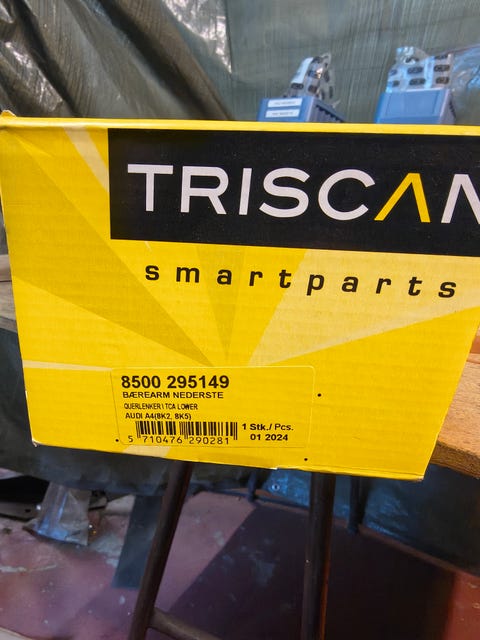 TRISCAN
smartparts
8500 295149
BÆREARM NEDERSTE
QUERLENKER \ TCA LOWER
AUDI A4(8K2, 8K5)
5 710476 290281
1 Stk./ Pcs.
01 2024